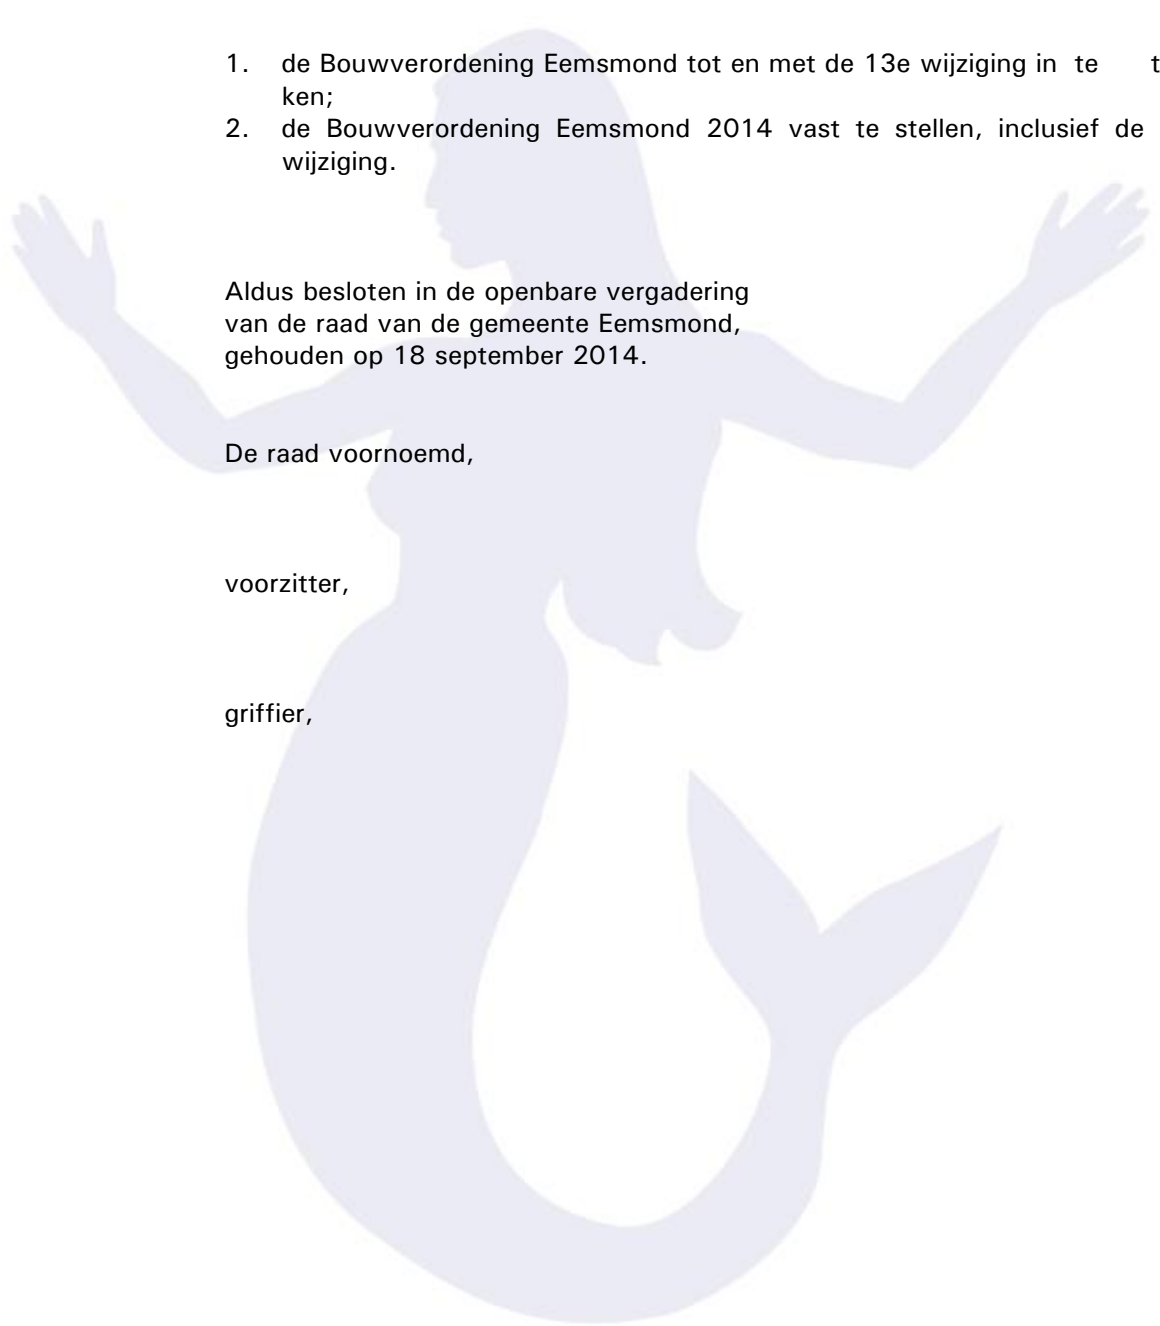 1. de Bouwverordening Eemsmond tot en met de 13e wijziging in te t
ken;
2. de Bouwverordening Eemsmond 2014 vast te stellen, inclusief de
wijziging.
Aldus besloten in de openbare vergadering
van de raad van de gemeente Eemsmond,
gehouden op 18 september 2014.
De raad voornoemd,
voorzitter,
griffier,